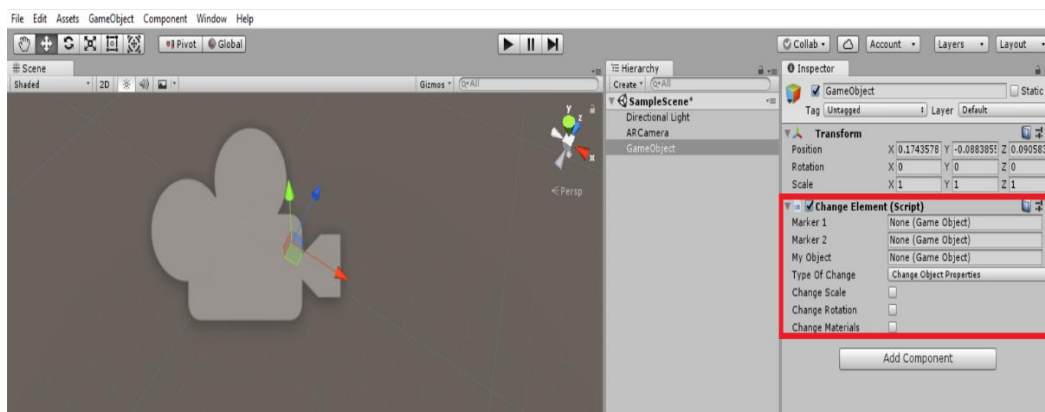 File Edit Assets GameObject Component Window Help
Pivot Global
Collab Account Layers Layout
Scene
Shaded 2D Gizmos All
y
z
x
Persp
Hierarchy
Create All
SampleScene*
Directional Light
ARCamera
GameObject
Inspector
GameObject Static
Tag Untagged Layer Default
Transform
Position X 0.1743578 Y -0.0883855 Z 0.090583
Rotation X 0 Y 0 Z 0
Scale X 1 Y 1 Z 1
Change Element (Script)
Marker 1 None (Game Object)
Marker 2 None (Game Object)
My Object None (Game Object)
Type Of Change Change Object Properties
Change Scale
Change Rotation
Change Materials
Add Component